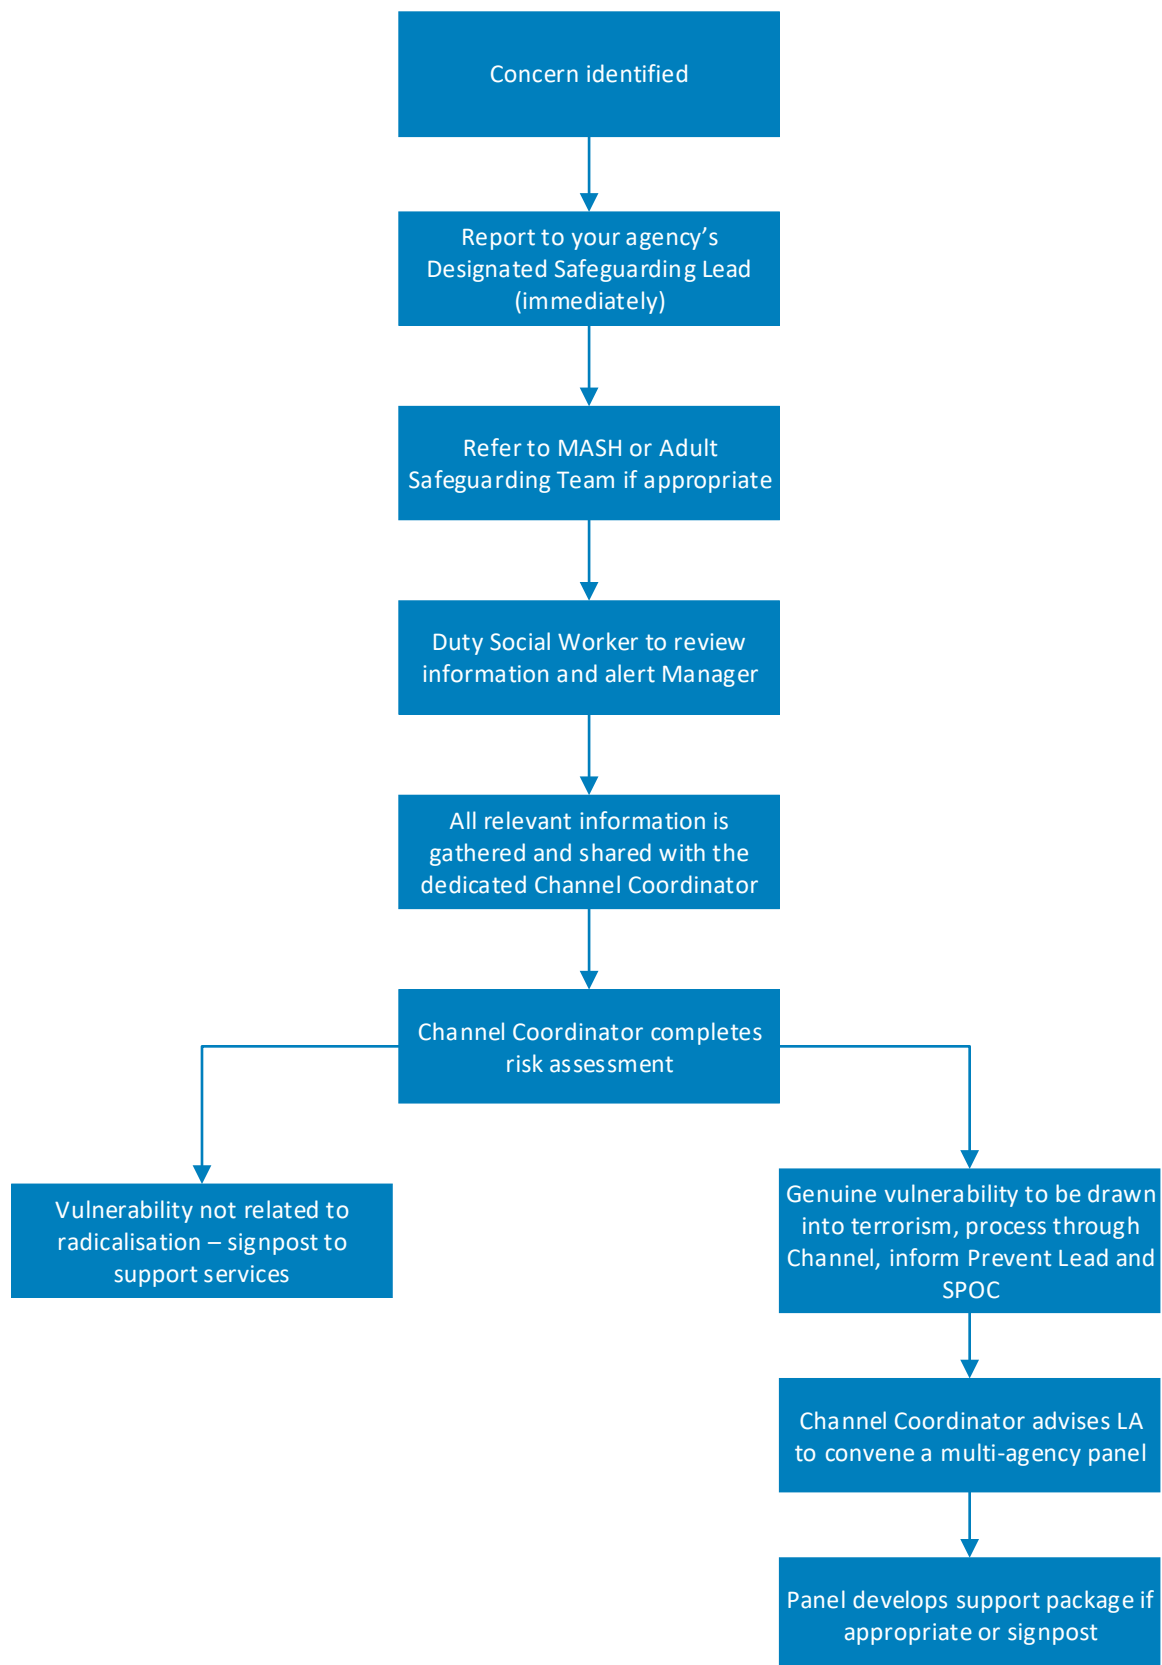 Concern identified
Report to your agency’s
Designated Safeguarding Lead
(immediately)
Refer to MASH or Adult
Safeguarding Team if appropriate
Duty Social Worker to review
information and alert Manager
All relevant information is
gathered and shared with the
dedicated Channel Coordinator
Channel Coordinator completes
risk assessment
Vulnerability not related to
radicalisation – signpost to
support services
Genuine vulnerability to be drawn
into terrorism, process through
Channel, inform Prevent Lead and
SPOC
Channel Coordinator advises LA
to convene a multi-agency panel
Panel develops support package if
appropriate or signpost